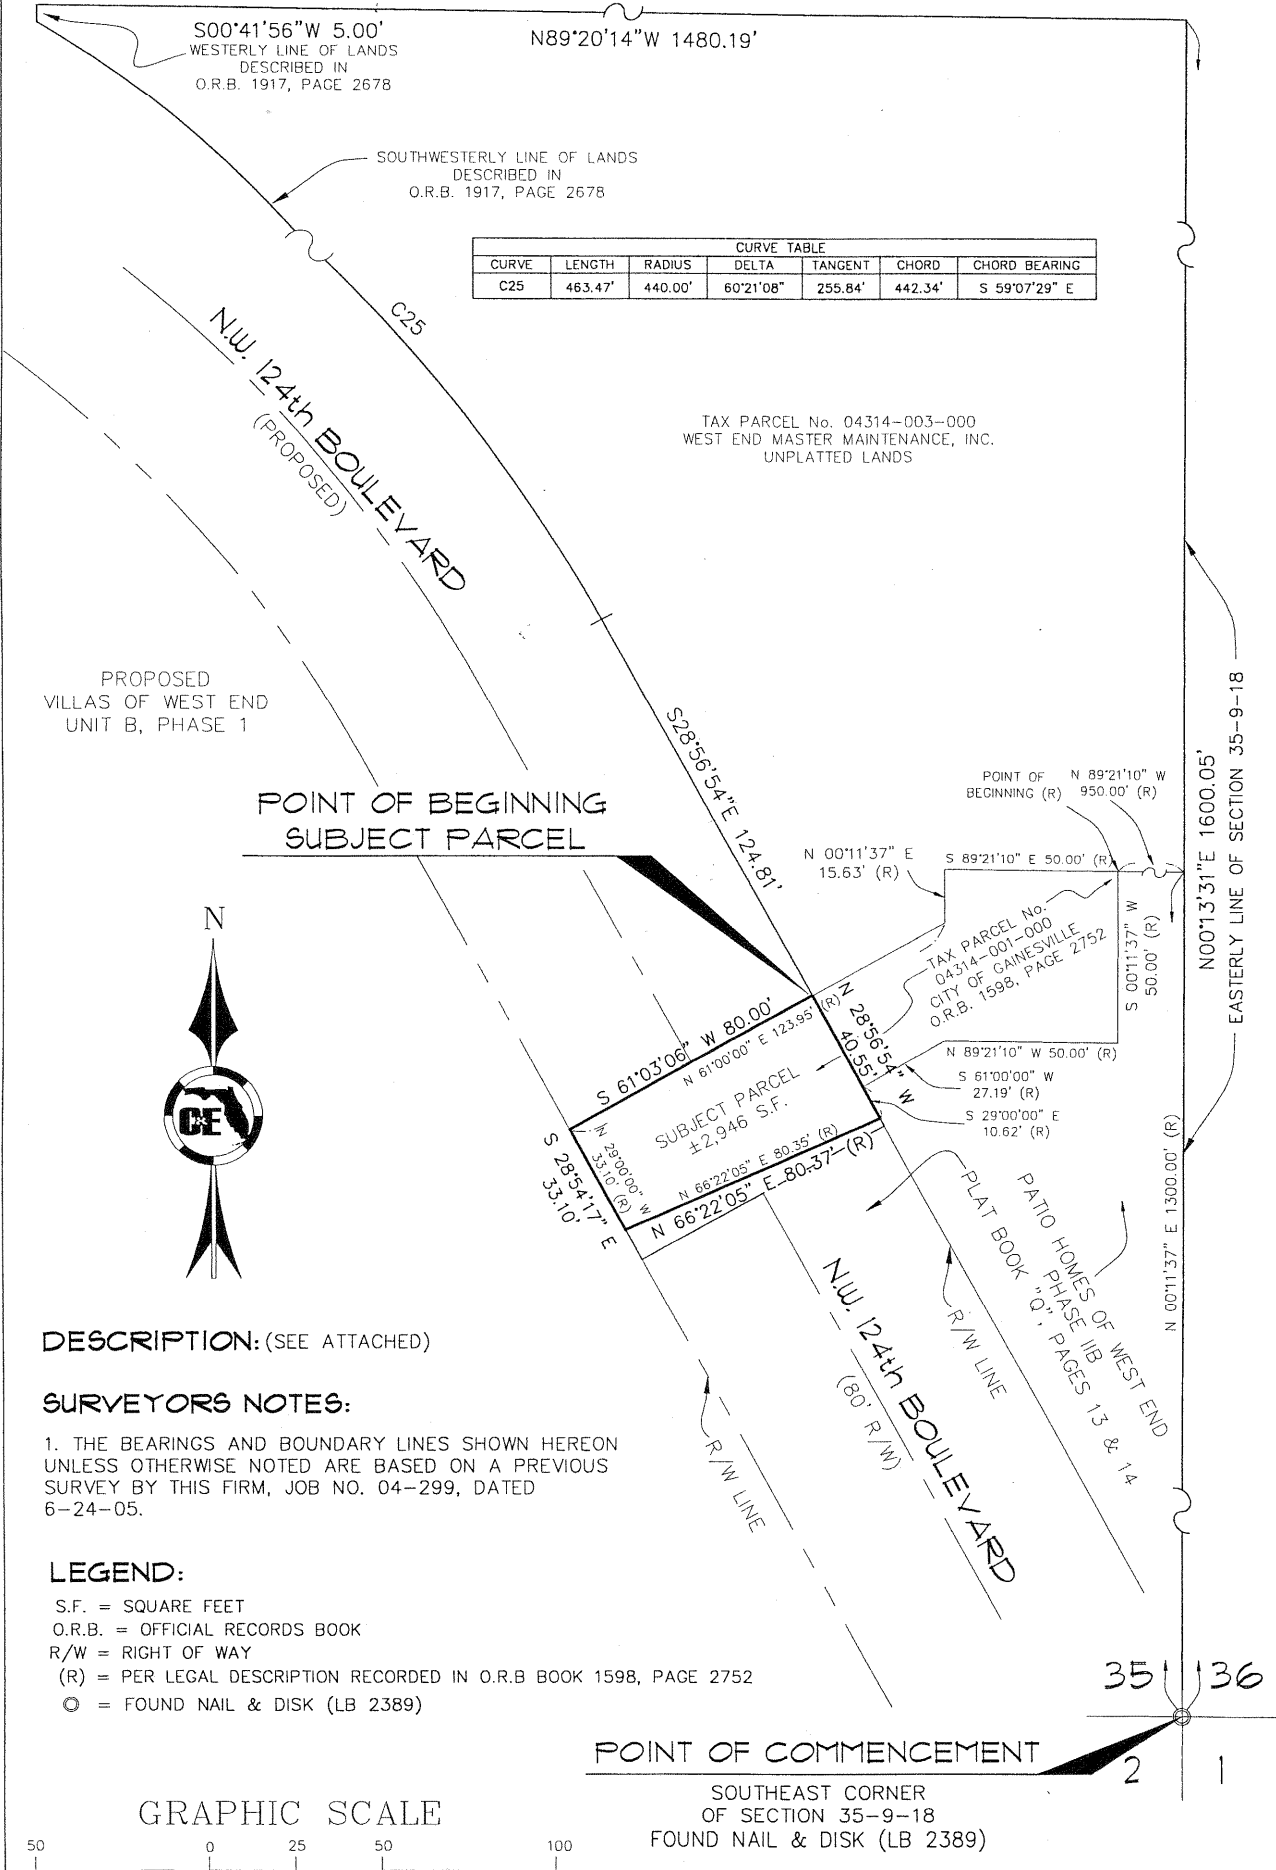 S00°41'56"W 5.00'
WESTERLY LINE OF LANDS
DESCRIBED IN
O.R.B. 1917, PAGE 2678
N89°20'14"W 1480.19'
SOUTHWESTERLY LINE OF LANDS
DESCRIBED IN
O.R.B. 1917, PAGE 2678
CURVE TABLE
CURVE LENGTH RADIUS DELTA TANGENT CHORD CHORD BEARING
C25 463.47' 440.00' 60°21'08" 255.84' 442.34' S 59°07'29" E
C25
N.W. 124th BOULEVARD
(PROPOSED)
TAX PARCEL No. 04314-003-000
WEST END MASTER MAINTENANCE, INC.
UNPLATTED LANDS
PROPOSED
VILLAS OF WEST END
UNIT B, PHASE 1
S28°56'54"E 124.81'
N00°13'31"E 1600.05'
EASTERLY LINE OF SECTION 35-9-18
POINT OF BEGINNING
SUBJECT PARCEL
POINT OF
BEGINNING (R)
N 89°21'10" W
950.00' (R)
N 00°11'37" E
15.63' (R)
S 89°21'10" E 50.00' (R)
TAX PARCEL No.
04314-001-000
CITY OF GAINESVILLE
O.R.B. 1598, PAGE 2752
S 00°11'37" W
50.00' (R)
N
C&E
S 61°03'06" W 80.00'
N 61°00'00" E 123.95' (R)
N 28°56'54" W
40.55'
N 89°21'10" W 50.00' (R)
S 61°00'00" W
27.19' (R)
S 29°00'00" E
10.62' (R)
SUBJECT PARCEL
±2,946 S.F.
S 28°54'17" E
33.10'
N 29°00'00" W
33.10' (R)
N 66°22'05" E 80.35' (R)
N 66°22'05" E 80.37' (R)
N 00°11'37" E 1300.00' (R)
PATIO HOMES OF WEST END
PHASE IIB
PLAT BOOK "Q", PAGES 13 & 14
N.W. 124th BOULEVARD
(80' R/W)
R/W LINE
R/W LINE
DESCRIPTION: (SEE ATTACHED)
SURVEYORS NOTES:
1. THE BEARINGS AND BOUNDARY LINES SHOWN HEREON
UNLESS OTHERWISE NOTED ARE BASED ON A PREVIOUS
SURVEY BY THIS FIRM, JOB NO. 04-299, DATED
6-24-05.
LEGEND:
S.F. = SQUARE FEET
O.R.B. = OFFICIAL RECORDS BOOK
R/W = RIGHT OF WAY
(R) = PER LEGAL DESCRIPTION RECORDED IN O.R.B BOOK 1598, PAGE 2752
= FOUND NAIL & DISK (LB 2389)
35 36
2 1
POINT OF COMMENCEMENT
SOUTHEAST CORNER
OF SECTION 35-9-18
FOUND NAIL & DISK (LB 2389)
GRAPHIC SCALE
50 0 25 50 100